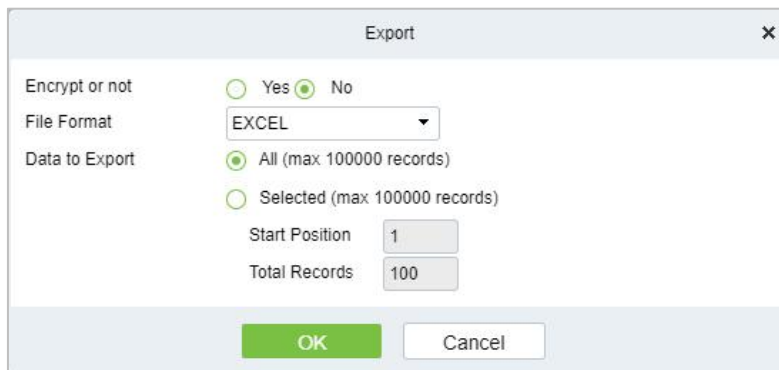 Export
Encrypt or not Yes No
File Format EXCEL
Data to Export All (max 100000 records)
Selected (max 100000 records)
Start Position 1
Total Records 100
OK Cancel